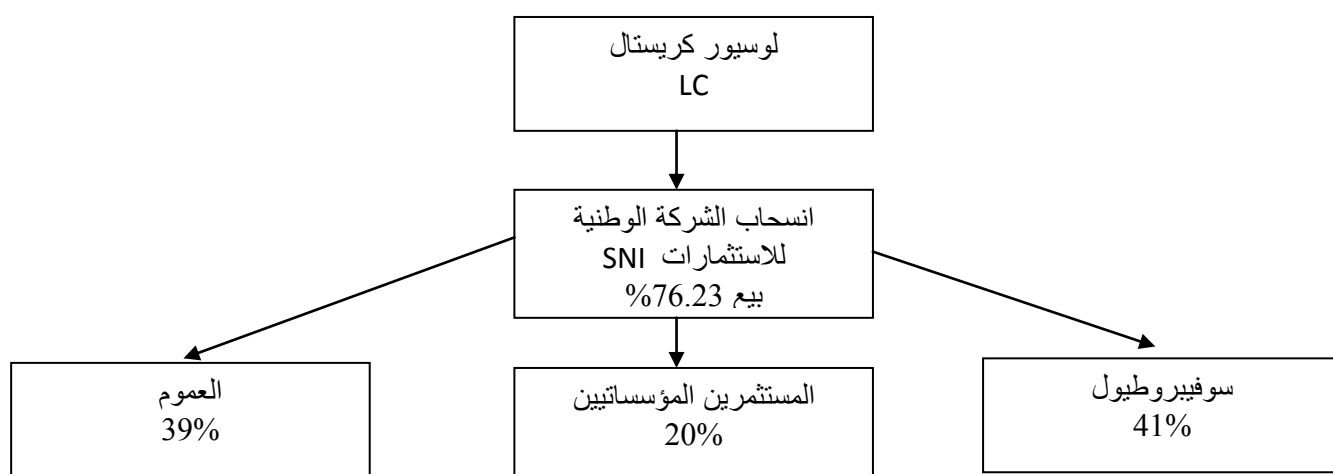 لوسيور كريستال
LC
انسحاب الشركة الوطنية
للاستثمارات SNI
بيع 76.23%
سوفيبروطيول
41%
المستثمرين المؤسساتيين
20%
العموم
39%